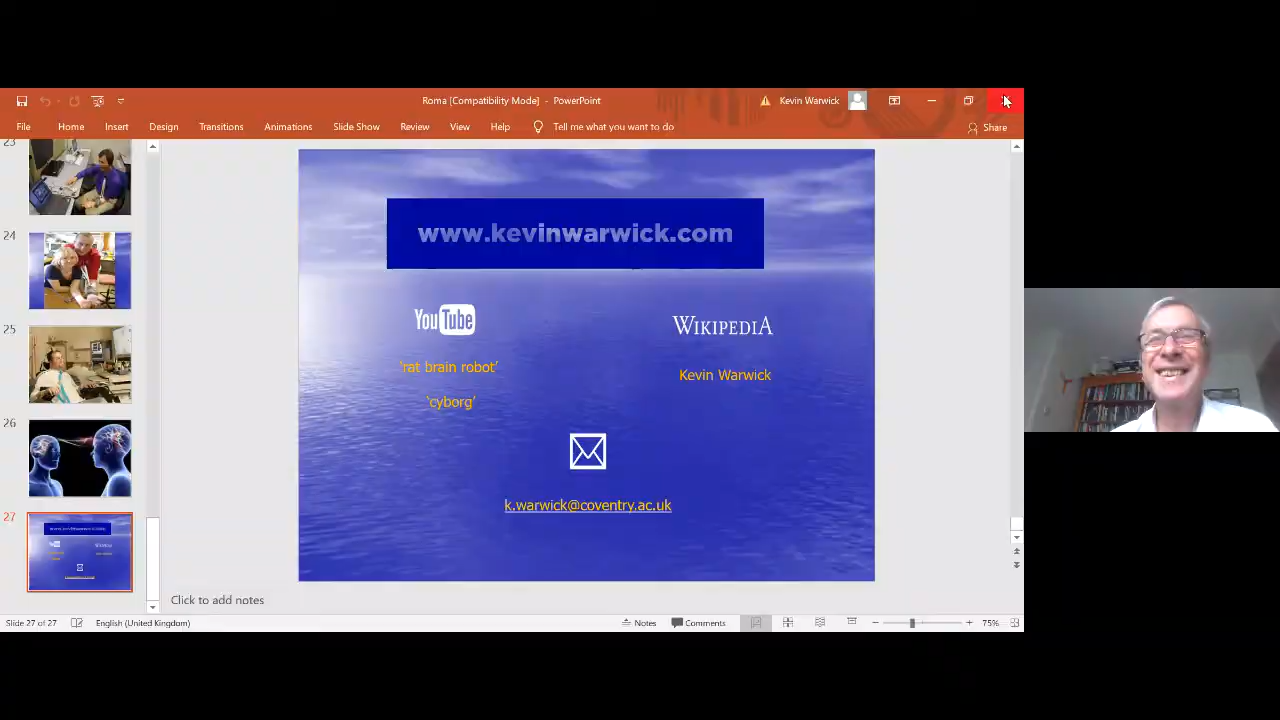 Roma [Compatibility Mode] - PowerPoint
Kevin Warwick
File Home Insert Design Transitions Animations Slide Show Review View Help Tell me what you want to do
Share
23
24
25
26
27
www.kevinwarwick.com
YouTube
WIKIPEDIA
'rat brain robot'
Kevin Warwick
'cyborg'
k.warwick@coventry.ac.uk
Click to add notes
Slide 27 of 27 English (United Kingdom) Notes Comments 75%